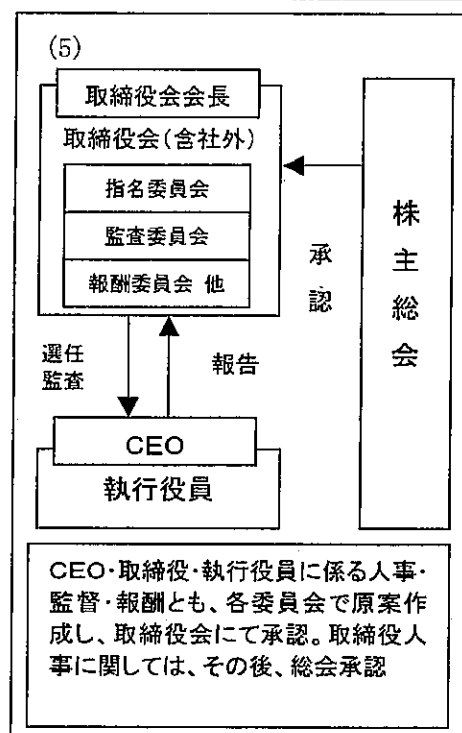 (5)
取締役会会長
取締役会(含社外)
指名委員会
監査委員会
報酬委員会 他
承認
株主総会
選任
監査
報告
CEO
執行役員
CEO・取締役・執行役員に係る人事・
監督・報酬とも、各委員会で原案作
成し、取締役会にて承認。取締役人
事に関しては、その後、総会承認